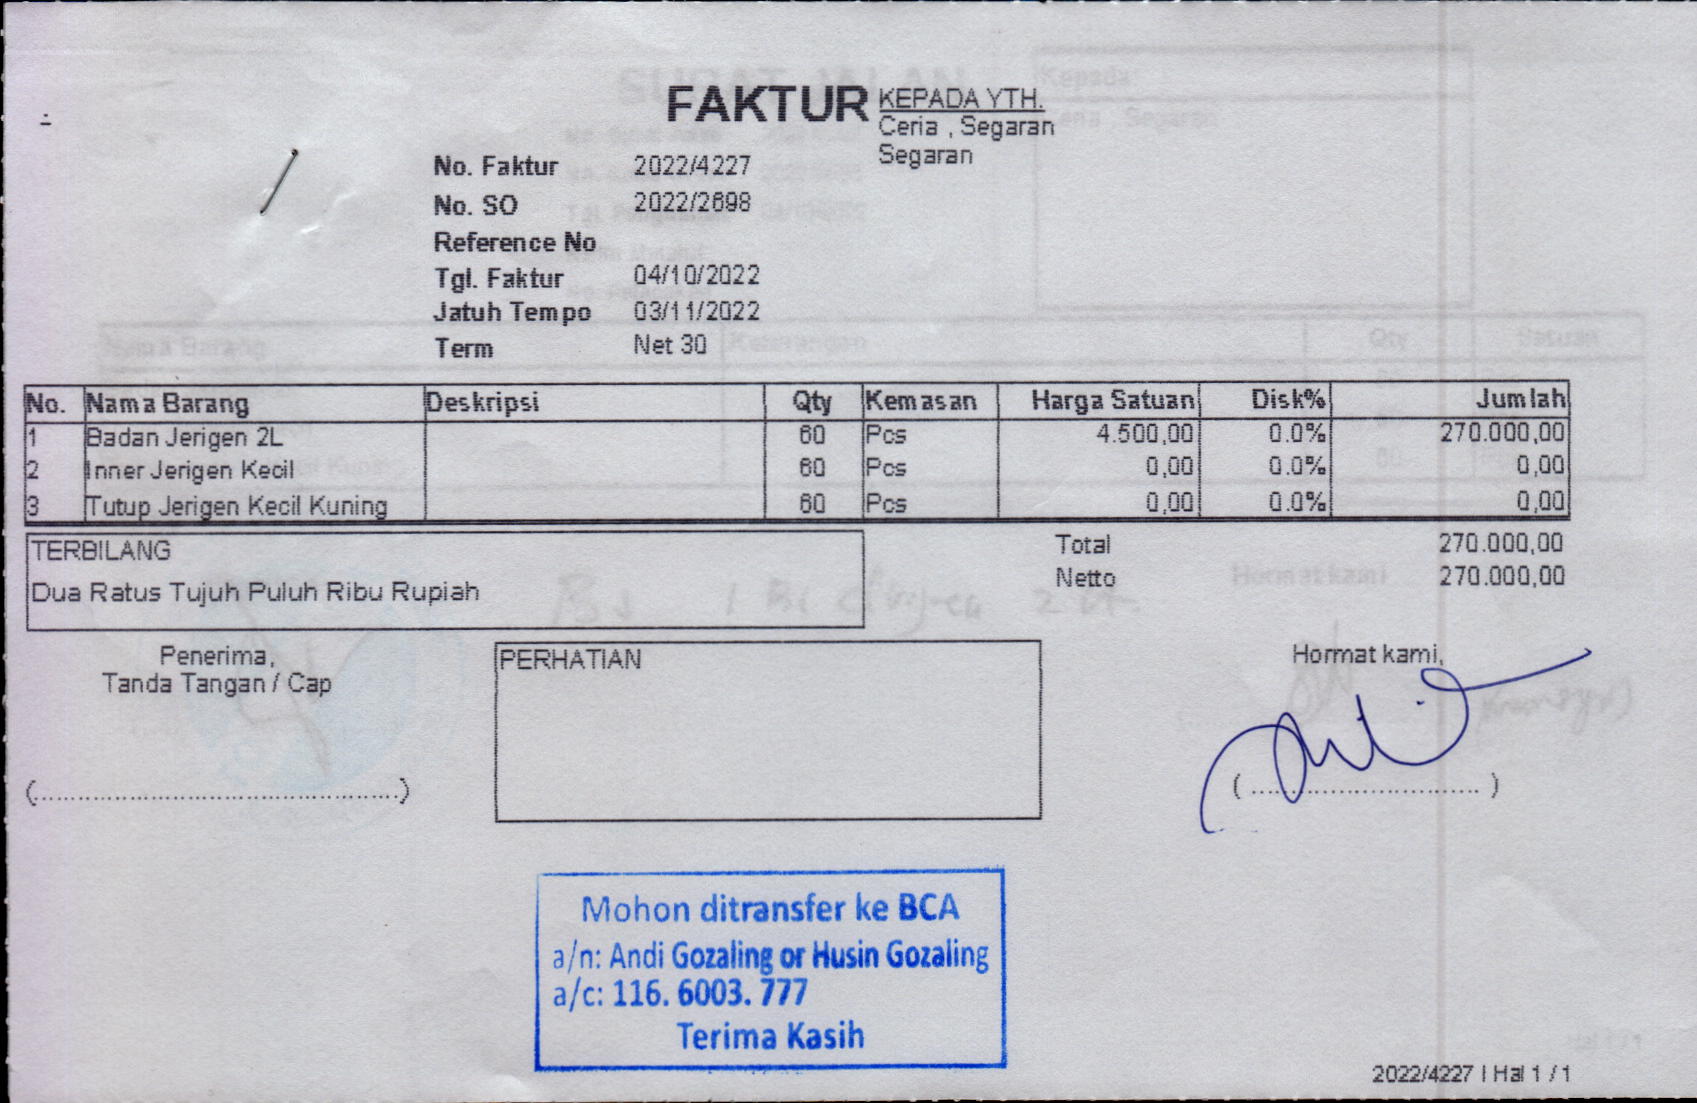 FAKTUR
KEPADA YTH.
Ceria , Segaran
Segaran
No. Faktur 2022/4227
No. SO 2022/2698
Reference No
Tgl. Faktur 04/10/2022
Jatuh Tempo 03/11/2022
Term Net 30
No. Nama Barang Deskripsi Qty Kemasan Harga Satuan Disk% Jumlah
1 Badan Jerigen 2L 60 Pcs 4.500,00 0.0% 270.000,00
2 Inner Jerigen Kecil 60 Pcs 0,00 0.0% 0,00
3 Tutup Jerigen Kecil Kuning 60 Pcs 0,00 0.0% 0,00
TERBILANG
Dua Ratus Tujuh Puluh Ribu Rupiah
Total 270.000,00
Netto 270.000,00
Penerima,
Tanda Tangan / Cap
(..............................................)
PERHATIAN
Hormat kami,
( ............................. )
Mohon ditransfer ke BCA
a/n: Andi Gozaling or Husin Gozaling
a/c: 116. 6003. 777
Terima Kasih
2022/4227 | Hal 1 / 1